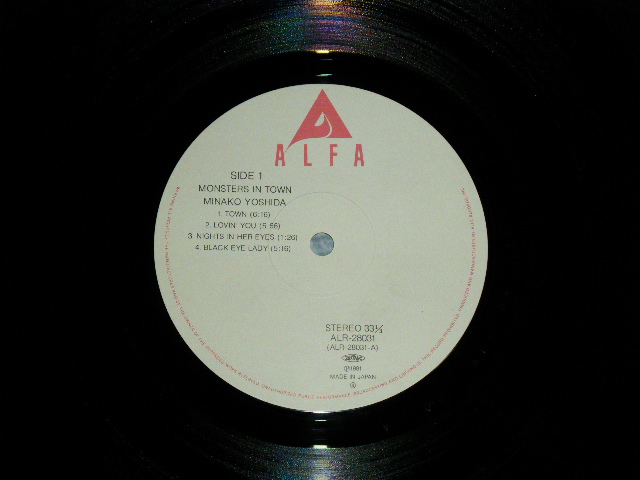 ALFA
SIDE 1
MONSTERS IN TOWN
MINAKO YOSHIDA
1. TOWN (6:16)
2. LOVIN' YOU (5:56)
3. NIGHTS IN HER EYES (1:26)
4. BLACK EYE LADY (5:16)
STEREO 33⅓
ALR-28031
(ALR-28031-A)
Ⓟ1981
MADE IN JAPAN